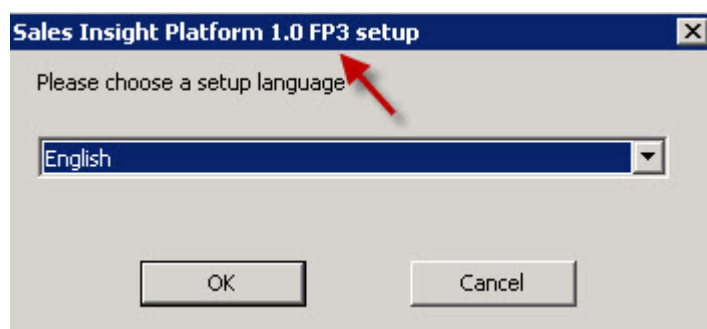 Sales Insight Platform 1.0 FP3 setup
Please choose a setup language
English
OK
Cancel